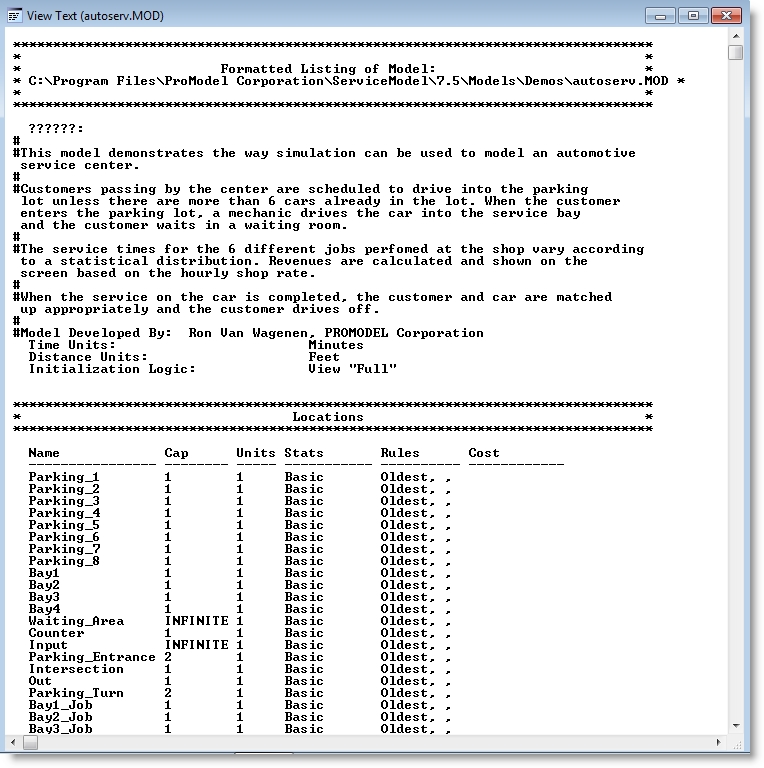 View Text (autoserv.MOD)
********************************************************************************
*                                                                              *
*                         Formatted Listing of Model:                          *
* C:\Program Files\ProModel Corporation\ServiceModel\7.5\Models\Demos\autoserv.MOD *
*                                                                              *
********************************************************************************
??????:
#
#This model demonstrates the way simulation can be used to model an automotive
service center.
#
#Customers passing by the center are scheduled to drive into the parking
lot unless there are more than 6 cars already in the lot. When the customer
enters the parking lot, a mechanic drives the car into the service bay
and the customer waits in a waiting room.
#
#The service times for the 6 different jobs perfomed at the shop vary according
to a statistical distribution. Revenues are calculated and shown on the
screen based on the hourly shop rate.
#
#When the service on the car is completed, the customer and car are matched
up appropriately and the customer drives off.
#
#Model Developed By:  Ron Van Wagenen, PROMODEL Corporation
Time Units:                        Minutes
Distance Units:                    Feet
Initialization Logic:              View "Full"
********************************************************************************
*                                  Locations                                   *
********************************************************************************
Name             Cap      Units Stats       Rules      Cost
---------------- -------- ----- ----------- ---------- ------------
Parking_1        1        1     Basic       Oldest, ,
Parking_2        1        1     Basic       Oldest, ,
Parking_3        1        1     Basic       Oldest, ,
Parking_4        1        1     Basic       Oldest, ,
Parking_5        1        1     Basic       Oldest, ,
Parking_6        1        1     Basic       Oldest, ,
Parking_7        1        1     Basic       Oldest, ,
Parking_8        1        1     Basic       Oldest, ,
Bay1             1        1     Basic       Oldest, ,
Bay2             1        1     Basic       Oldest, ,
Bay3             1        1     Basic       Oldest, ,
Bay4             1        1     Basic       Oldest, ,
Waiting_Area     INFINITE 1     Basic       Oldest, ,
Counter          1        1     Basic       Oldest, ,
Input            INFINITE 1     Basic       Oldest, ,
Parking_Entrance 2        1     Basic       Oldest, ,
Intersection     1        1     Basic       Oldest, ,
Out              1        1     Basic       Oldest, ,
Parking_Turn     2        1     Basic       Oldest, ,
Bay1_Job         1        1     Basic       Oldest, ,
Bay2_Job         1        1     Basic       Oldest, ,
Bay3_Job         1        1     Basic       Oldest, ,